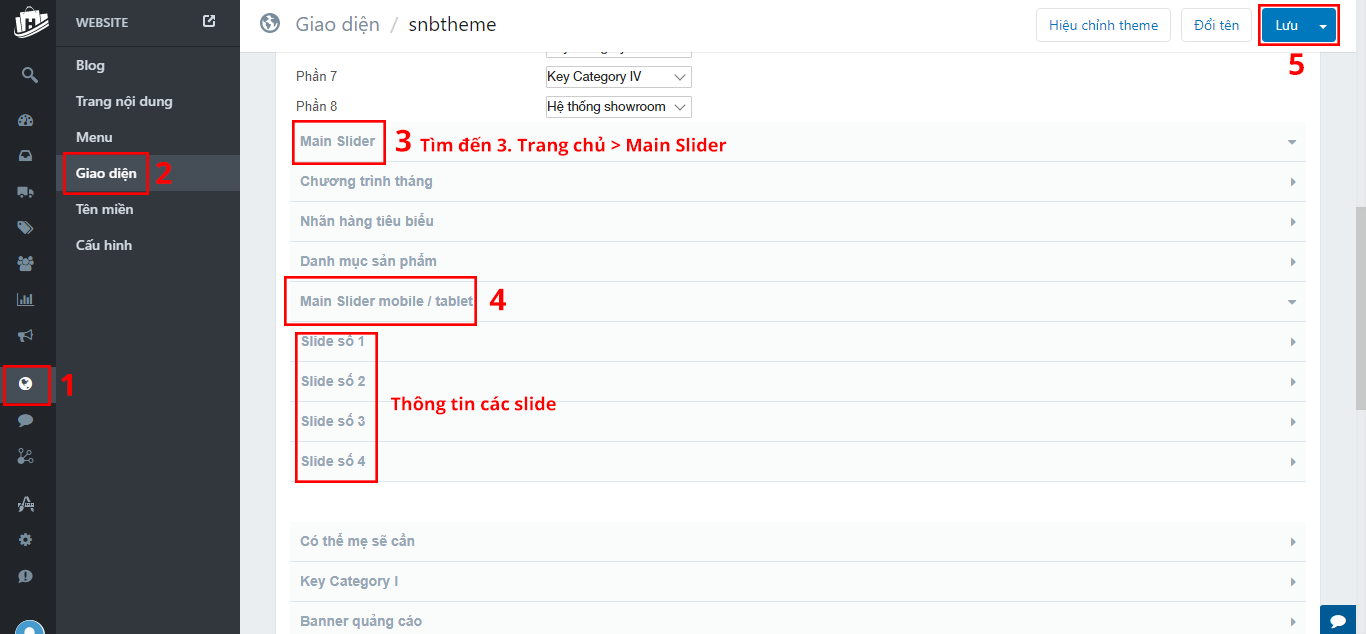 WEBSITE
Blog
Trang nội dung
Menu
Giao diện
2
Tên miền
Cấu hình
1
Giao diện / snbtheme
Hiệu chỉnh theme
Đổi tên
Lưu
5
Phần 7
Key Category IV
Phần 8
Hệ thống showroom
Main Slider
3 Tìm đến 3. Trang chủ > Main Slider
Chương trình tháng
Nhãn hàng tiêu biểu
Danh mục sản phẩm
Main Slider mobile / tablet
4
Slide số 1
Slide số 2
Thông tin các slide
Slide số 3
Slide số 4
Có thể mẹ sẽ cần
Key Category I
Banner quảng cáo